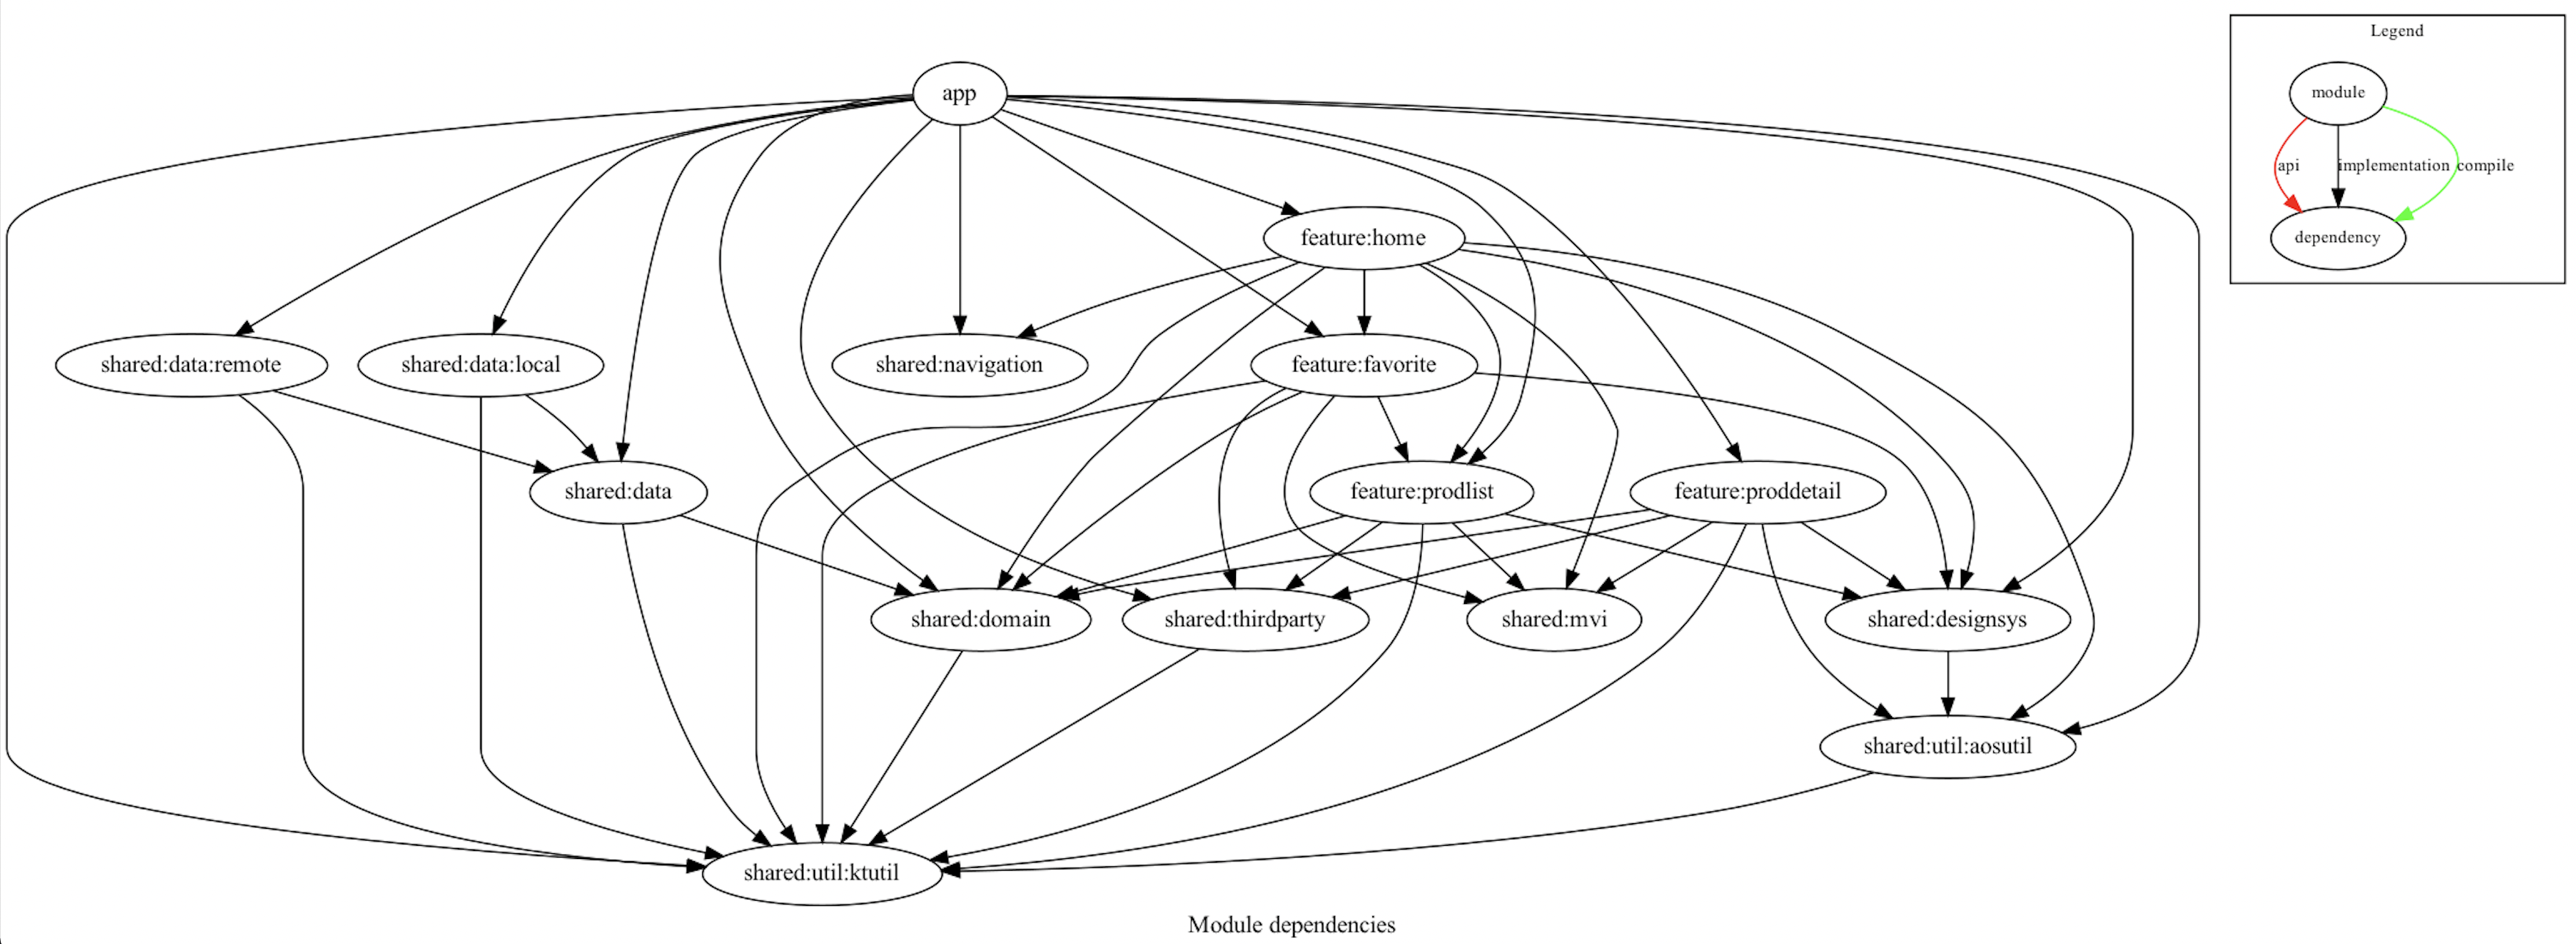 Legend
app
module
api
implementation
compile
feature:home
dependency
shared:data:remote
shared:data:local
shared:navigation
feature:favorite
shared:data
feature:prodlist
feature:proddetail
shared:domain
shared:thirdparty
shared:mvi
shared:designsys
shared:util:aosutil
shared:util:ktutil
Module dependencies